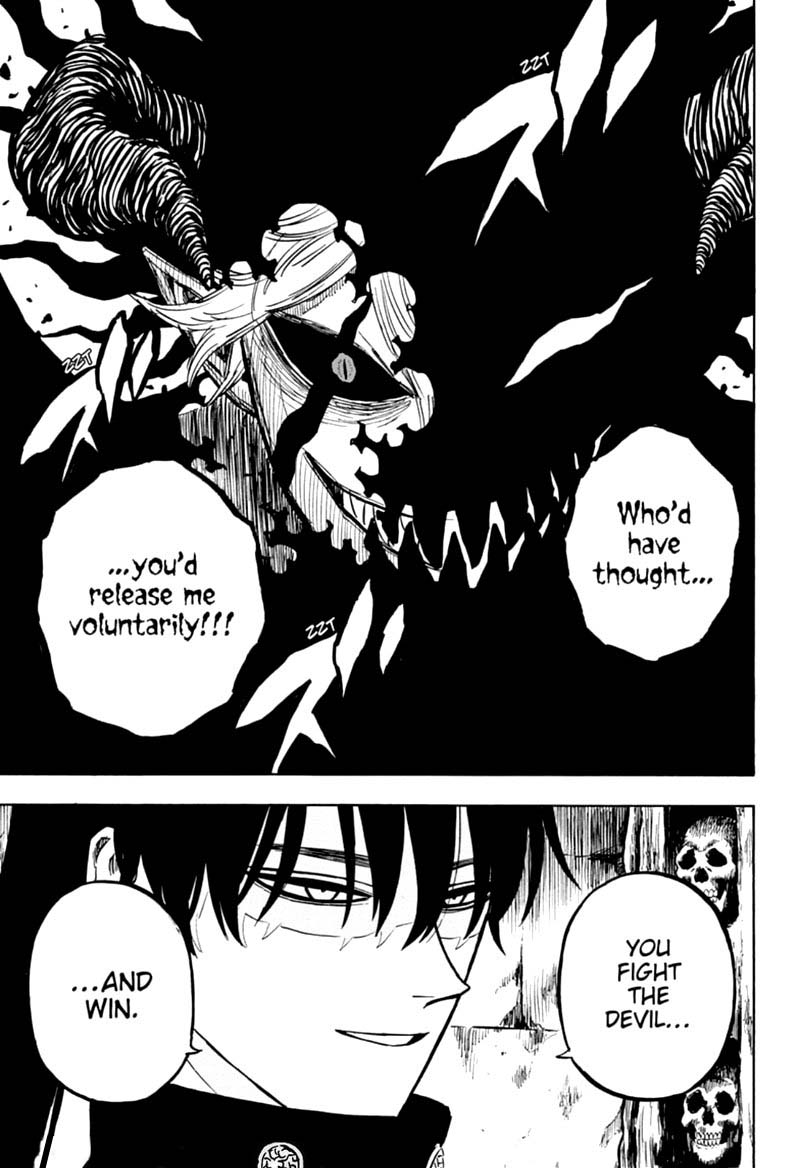 ZZT
Who'd
have
thought...
ZZT
...you'd
release me
voluntarily!!!
ZZT
YOU
FIGHT
THE
DEVIL...
...AND
WIN.